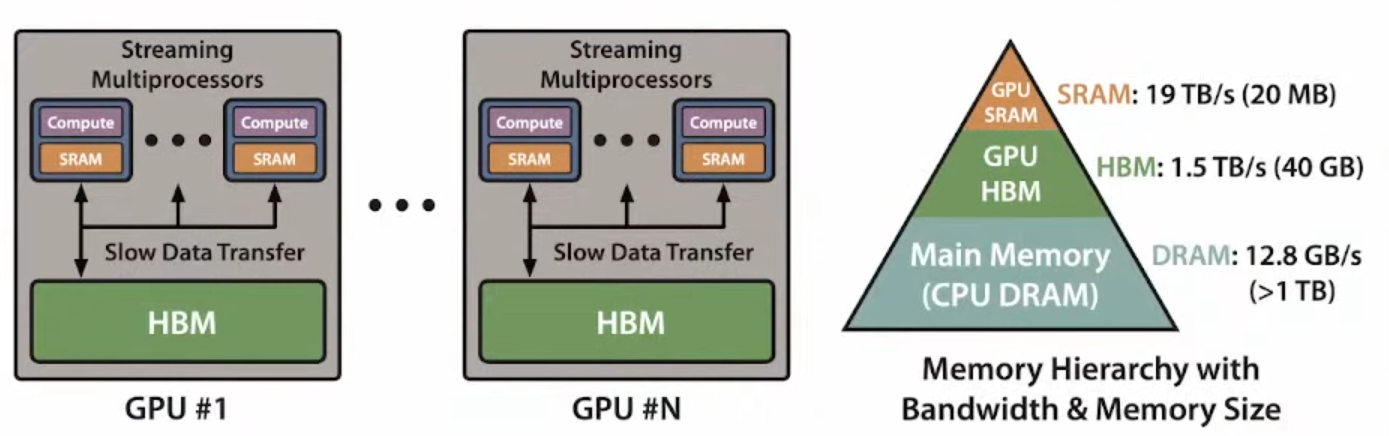 Streaming
Multiprocessors
Compute
SRAM
Compute
SRAM
Slow Data Transfer
HBM
GPU #1
Streaming
Multiprocessors
Compute
SRAM
Compute
SRAM
Slow Data Transfer
HBM
GPU #N
GPU
SRAM
SRAM: 19 TB/s (20 MB)
GPU
HBM
HBM: 1.5 TB/s (40 GB)
Main Memory
(CPU DRAM)
DRAM: 12.8 GB/s
(>1 TB)
Memory Hierarchy with
Bandwidth & Memory Size